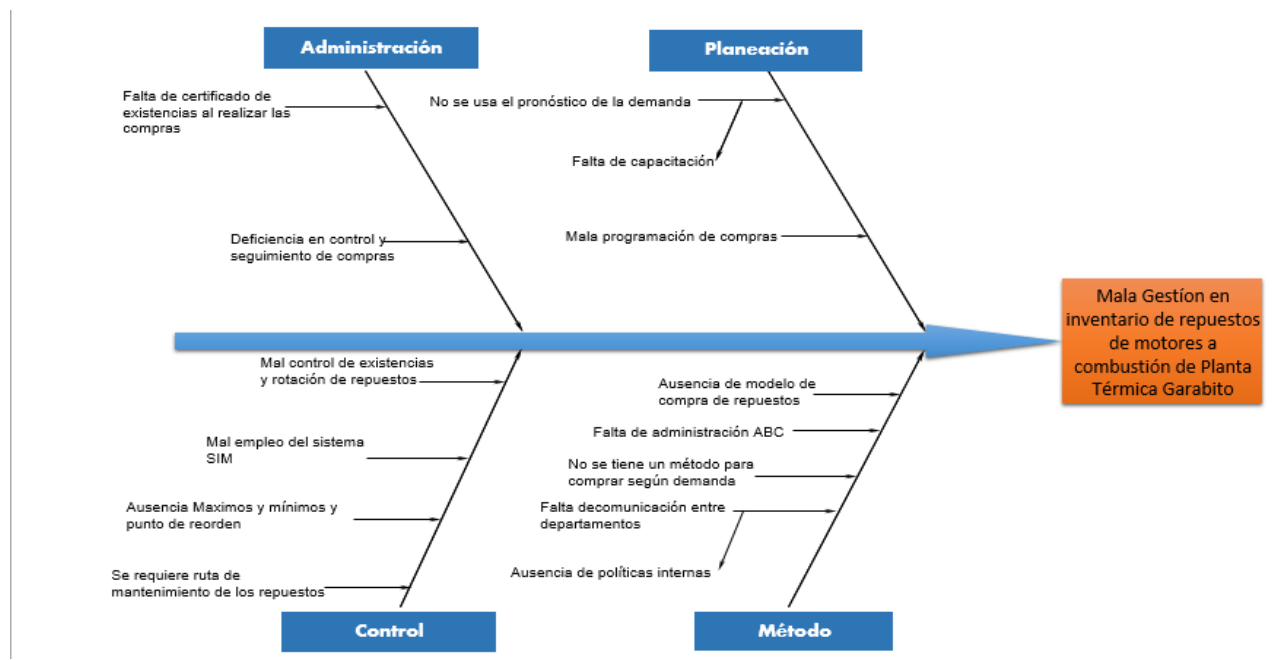 Administración
Planeación
Falta de certificado de
existencias al realizar las
compras
No se usa el pronóstico de la demanda
Falta de capacitación
Deficiencia en control y
seguimiento de compras
Mala programación de compras
Mala Gestíon en
inventario de repuestos
de motores a
combustión de Planta
Térmica Garabito
Mal control de existencias
y rotación de repuestos
Ausencia de modelo de
compra de repuestos
Falta de administración ABC
Mal empleo del sistema
SIM
No se tiene un método para
comprar según demanda
Ausencia Maximos y mínimos y
punto de reorden
Falta decomunicación entre
departamentos
Se requiere ruta de
mantenimiento de los repuestos
Ausencia de políticas internas
Control
Método